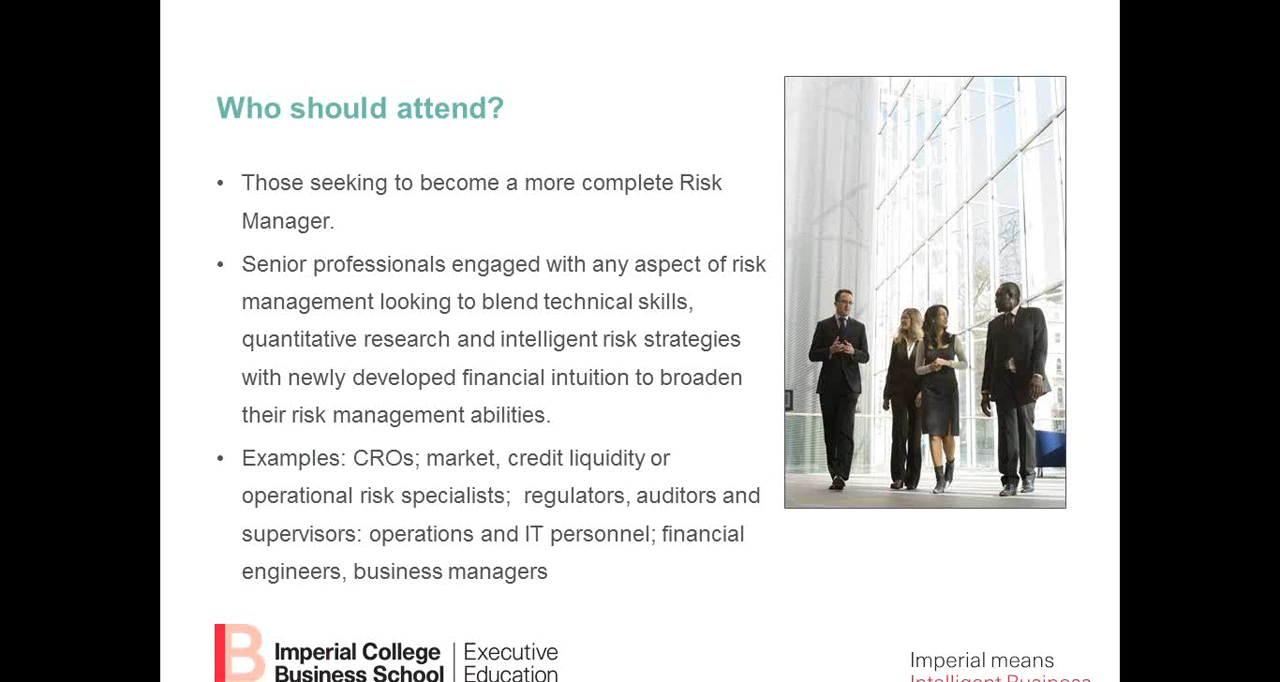 Who should attend?
• Those seeking to become a more complete Risk
Manager.
• Senior professionals engaged with any aspect of risk
management looking to blend technical skills,
quantitative research and intelligent risk strategies
with newly developed financial intuition to broaden
their risk management abilities.
• Examples: CROs; market, credit liquidity or
operational risk specialists;  regulators, auditors and
supervisors: operations and IT personnel; financial
engineers, business managers
B
Imperial College
Business School
Executive
Education
Imperial means
Intelligent Business